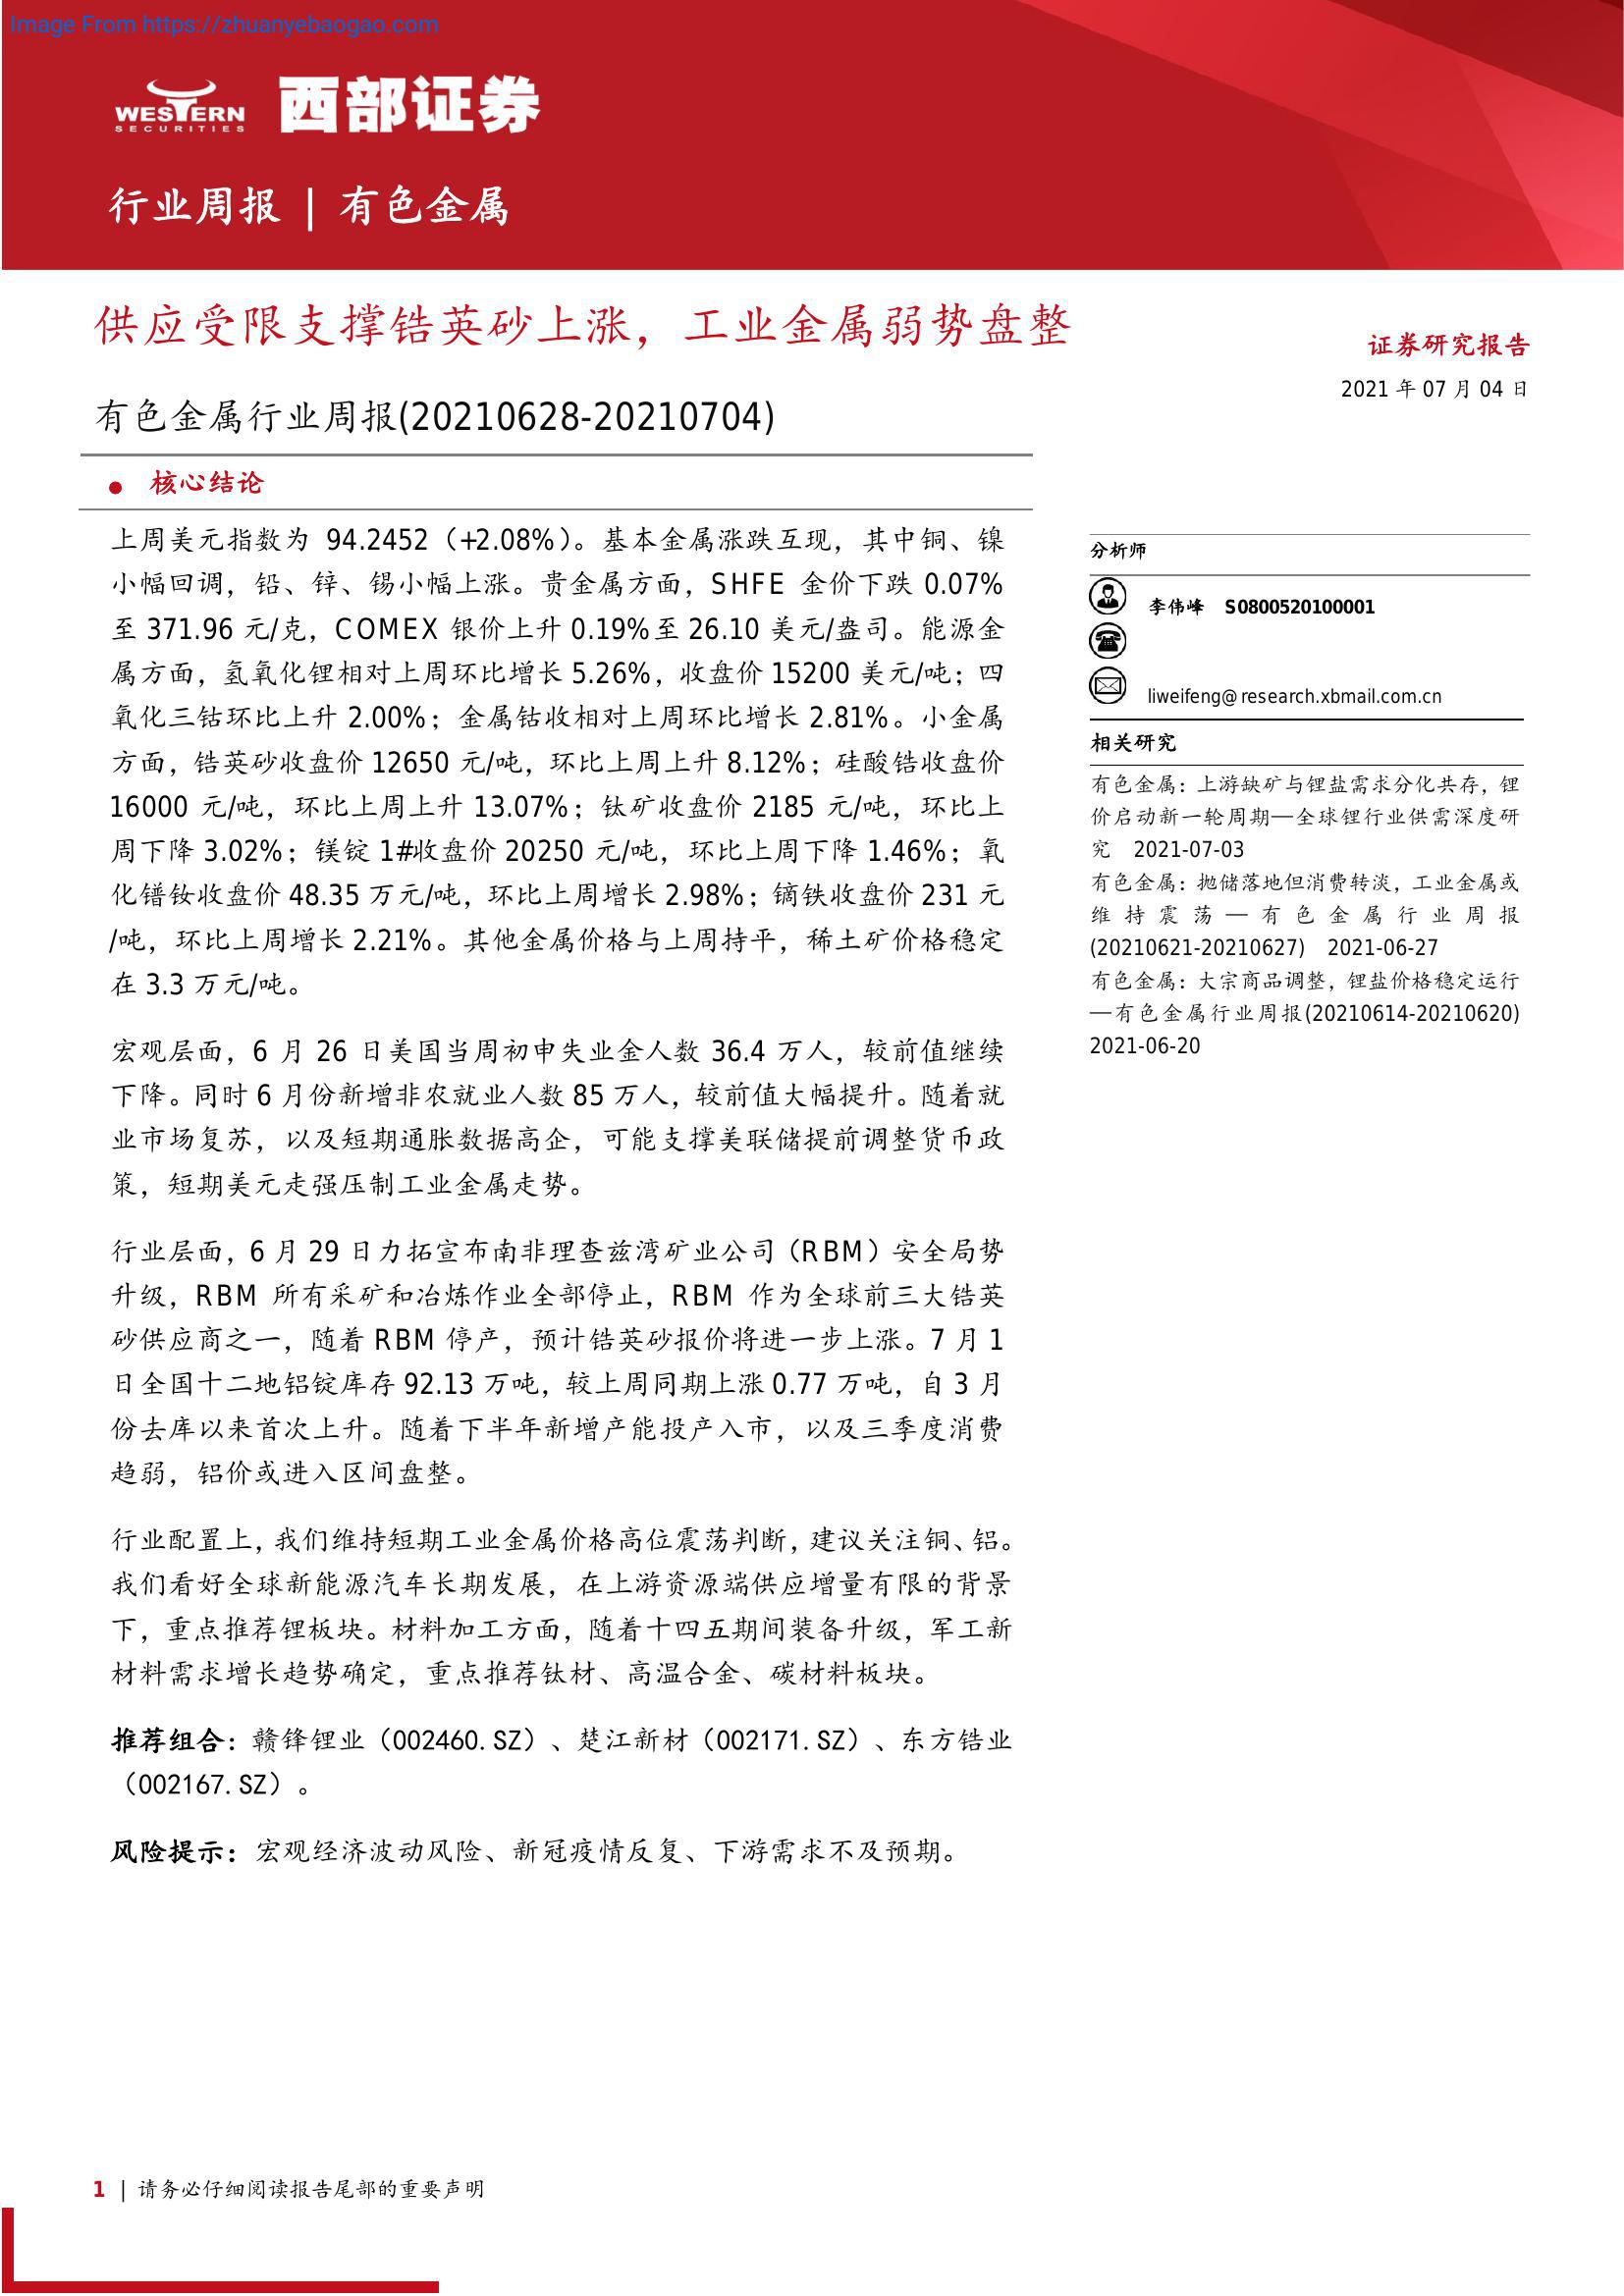 Image From https://zhuanyebaogao.com
WESTERN
SECURITIES
西部证券
行业周报 | 有色金属
供应受限支撑锆英砂上涨，工业金属弱势盘整
有色金属行业周报(20210628-20210704)
证券研究报告
2021 年 07 月 04 日
● 核心结论
上周美元指数为 94.2452（+2.08%）。基本金属涨跌互现，其中铜、镍
小幅回调，铅、锌、锡小幅上涨。贵金属方面，SHFE 金价下跌 0.07%
至 371.96 元/克，COMEX 银价上升 0.19%至 26.10 美元/盎司。能源金
属方面，氢氧化锂相对上周环比增长 5.26%，收盘价 15200 美元/吨；四
氧化三钴环比上升 2.00%；金属钴收相对上周环比增长 2.81%。小金属
方面，锆英砂收盘价 12650 元/吨，环比上周上升 8.12%；硅酸锆收盘价
16000 元/吨，环比上周上升 13.07%；钛矿收盘价 2185 元/吨，环比上
周下降 3.02%；镁锭 1#收盘价 20250 元/吨，环比上周下降 1.46%；氧
化镨钕收盘价 48.35 万元/吨，环比上周增长 2.98%；镝铁收盘价 231 元
/吨，环比上周增长 2.21%。其他金属价格与上周持平，稀土矿价格稳定
在 3.3 万元/吨。
宏观层面，6 月 26 日美国当周初申失业金人数 36.4 万人，较前值继续
下降。同时 6 月份新增非农就业人数 85 万人，较前值大幅提升。随着就
业市场复苏，以及短期通胀数据高企，可能支撑美联储提前调整货币政
策，短期美元走强压制工业金属走势。
行业层面，6 月 29 日力拓宣布南非理查兹湾矿业公司（RBM）安全局势
升级，RBM 所有采矿和冶炼作业全部停止，RBM 作为全球前三大锆英
砂供应商之一，随着 RBM 停产，预计锆英砂报价将进一步上涨。7 月 1
日全国十二地铝锭库存 92.13 万吨，较上周同期上涨 0.77 万吨，自 3 月
份去库以来首次上升。随着下半年新增产能投产入市，以及三季度消费
趋弱，铝价或进入区间盘整。
行业配置上，我们维持短期工业金属价格高位震荡判断，建议关注铜、铝。
我们看好全球新能源汽车长期发展，在上游资源端供应增量有限的背景
下，重点推荐锂板块。材料加工方面，随着十四五期间装备升级，军工新
材料需求增长趋势确定，重点推荐钛材、高温合金、碳材料板块。
推荐组合：赣锋锂业（002460.SZ）、楚江新材（002171.SZ）、东方锆业
（002167.SZ）。
风险提示：宏观经济波动风险、新冠疫情反复、下游需求不及预期。
分析师
李伟峰 S0800520100001
liweifeng@research.xbmail.com.cn
相关研究
有色金属：上游缺矿与锂盐需求分化共存，锂
价启动新一轮周期—全球锂行业供需深度研
究 2021-07-03
有色金属：抛储落地但消费转淡，工业金属或
维持震荡—有色金属行业周报
(20210621-20210627) 2021-06-27
有色金属：大宗商品调整，锂盐价格稳定运行
—有色金属行业周报(20210614-20210620)
2021-06-20
1 | 请务必仔细阅读报告尾部的重要声明